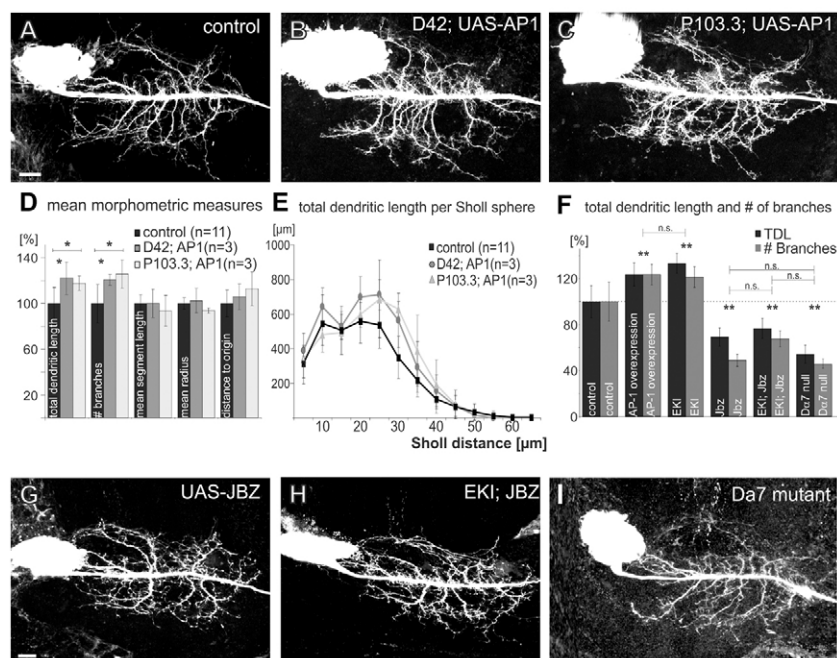 A control
B D42; UAS-AP1
C P103.3; UAS-AP1
D mean morphometric measures
[%]
control (n=11)
D42; AP1(n=3)
P103.3; AP1(n=3)
140
100
60
20
* *
* *
total dendritic length
# branches
mean segment length
mean radius
distance to origin
E total dendritic length per Sholl sphere
[µm]
1000
800
600
400
200
control (n=11)
D42; AP1(n=3)
P103.3; AP1(n=3)
10 20 30 40 50 60
Sholl distance [µm]
F total dendritic length and # of branches
[%]
TDL
# Branches
120
80
40
0
n.s.
** **
n.s.
n.s. n.s.
** ** **
control
control
AP-1 overexpression
AP-1 overexpression
EKI
EKI
Jbz
Jbz
EKI; Jbz
EKI; Jbz
Dα7 null
Dα7 null
G UAS-JBZ
H EKI; JBZ
I Da7 mutant